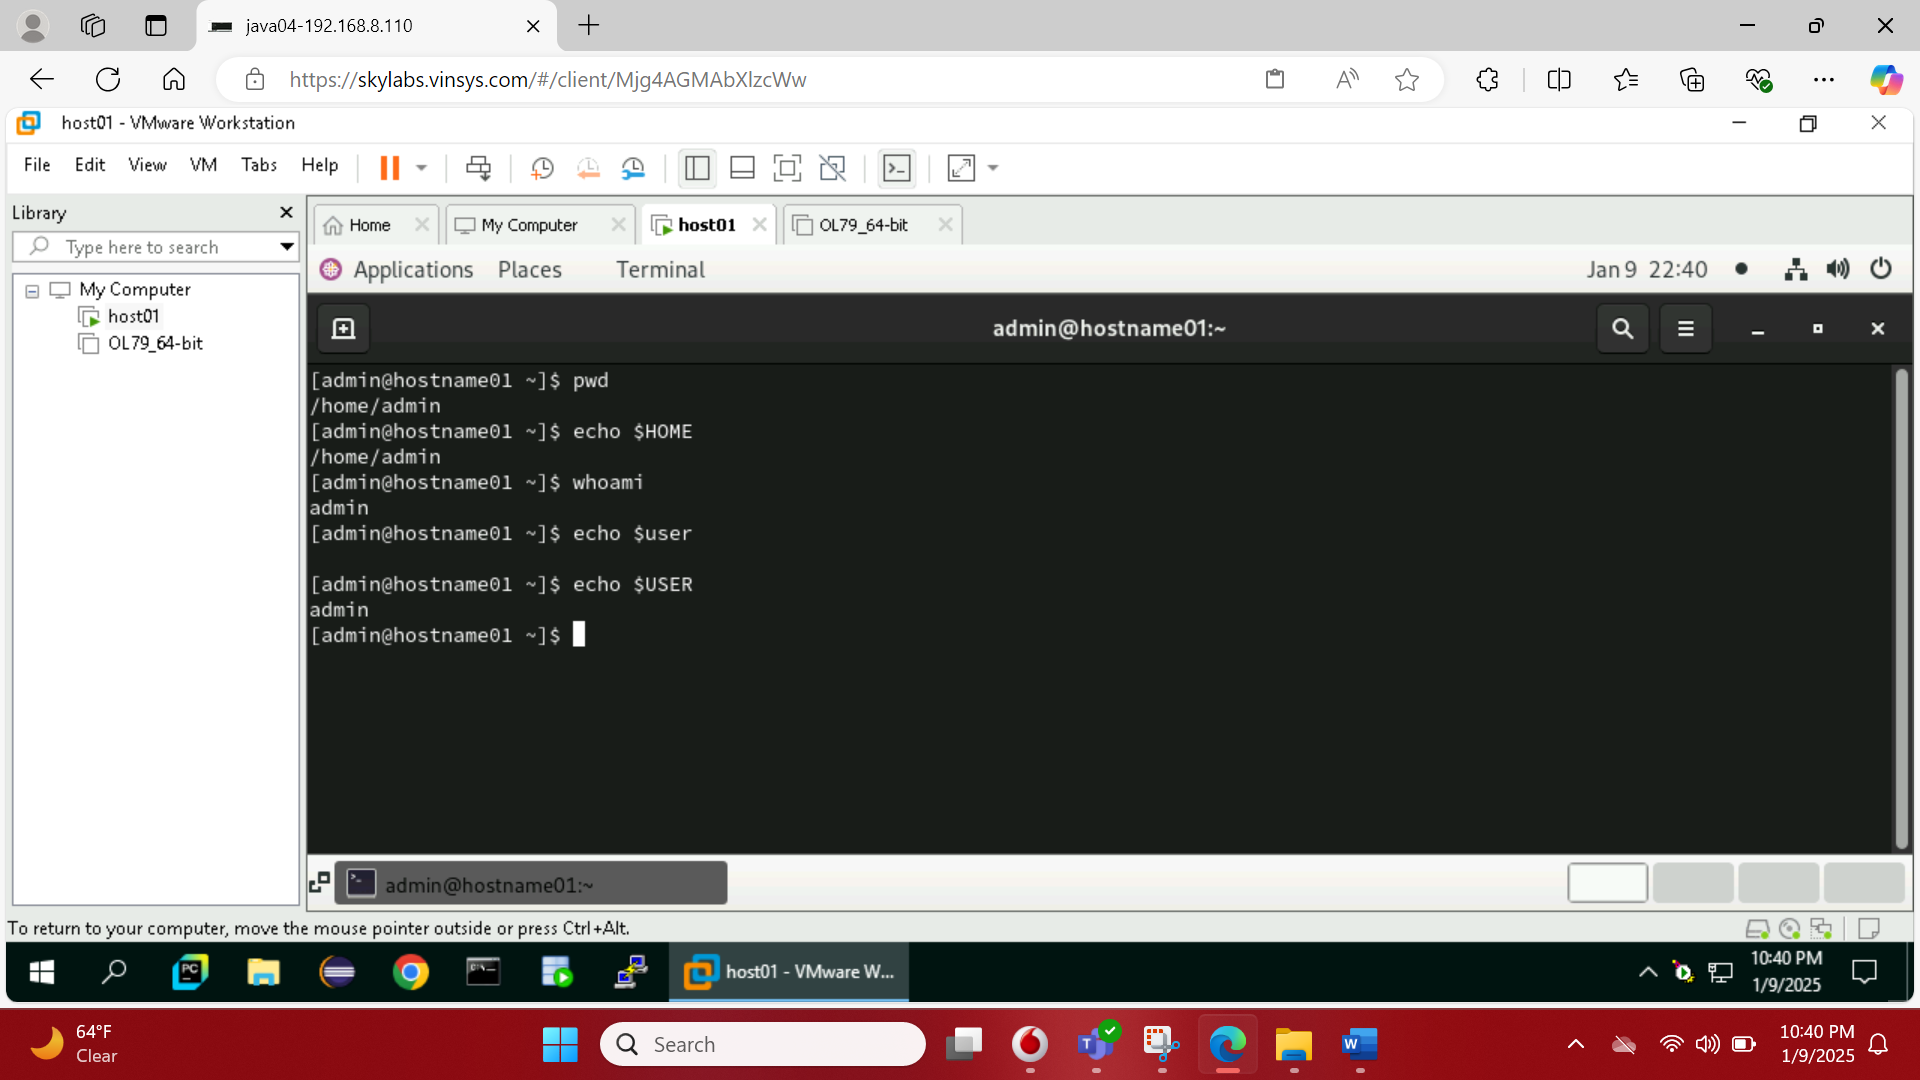 java04-192.168.8.110
https://skylabs.vinsys.com/#/client/Mjg4AGMAbXlzcWw
host01 - VMware Workstation
File Edit View VM Tabs Help
Library
Type here to search
My Computer
host01
OL79_64-bit
Home My Computer host01 OL79_64-bit
Applications Places Terminal Jan 9 22:40
admin@hostname01:~
[admin@hostname01 ~]$ pwd
/home/admin
[admin@hostname01 ~]$ echo $HOME
/home/admin
[admin@hostname01 ~]$ whoami
admin
[admin@hostname01 ~]$ echo $user
[admin@hostname01 ~]$ echo $USER
admin
[admin@hostname01 ~]$
admin@hostname01:~
To return to your computer, move the mouse pointer outside or press Ctrl+Alt.
host01 - VMware W...
10:40 PM
1/9/2025
64°F
Clear
Search
10:40 PM
1/9/2025